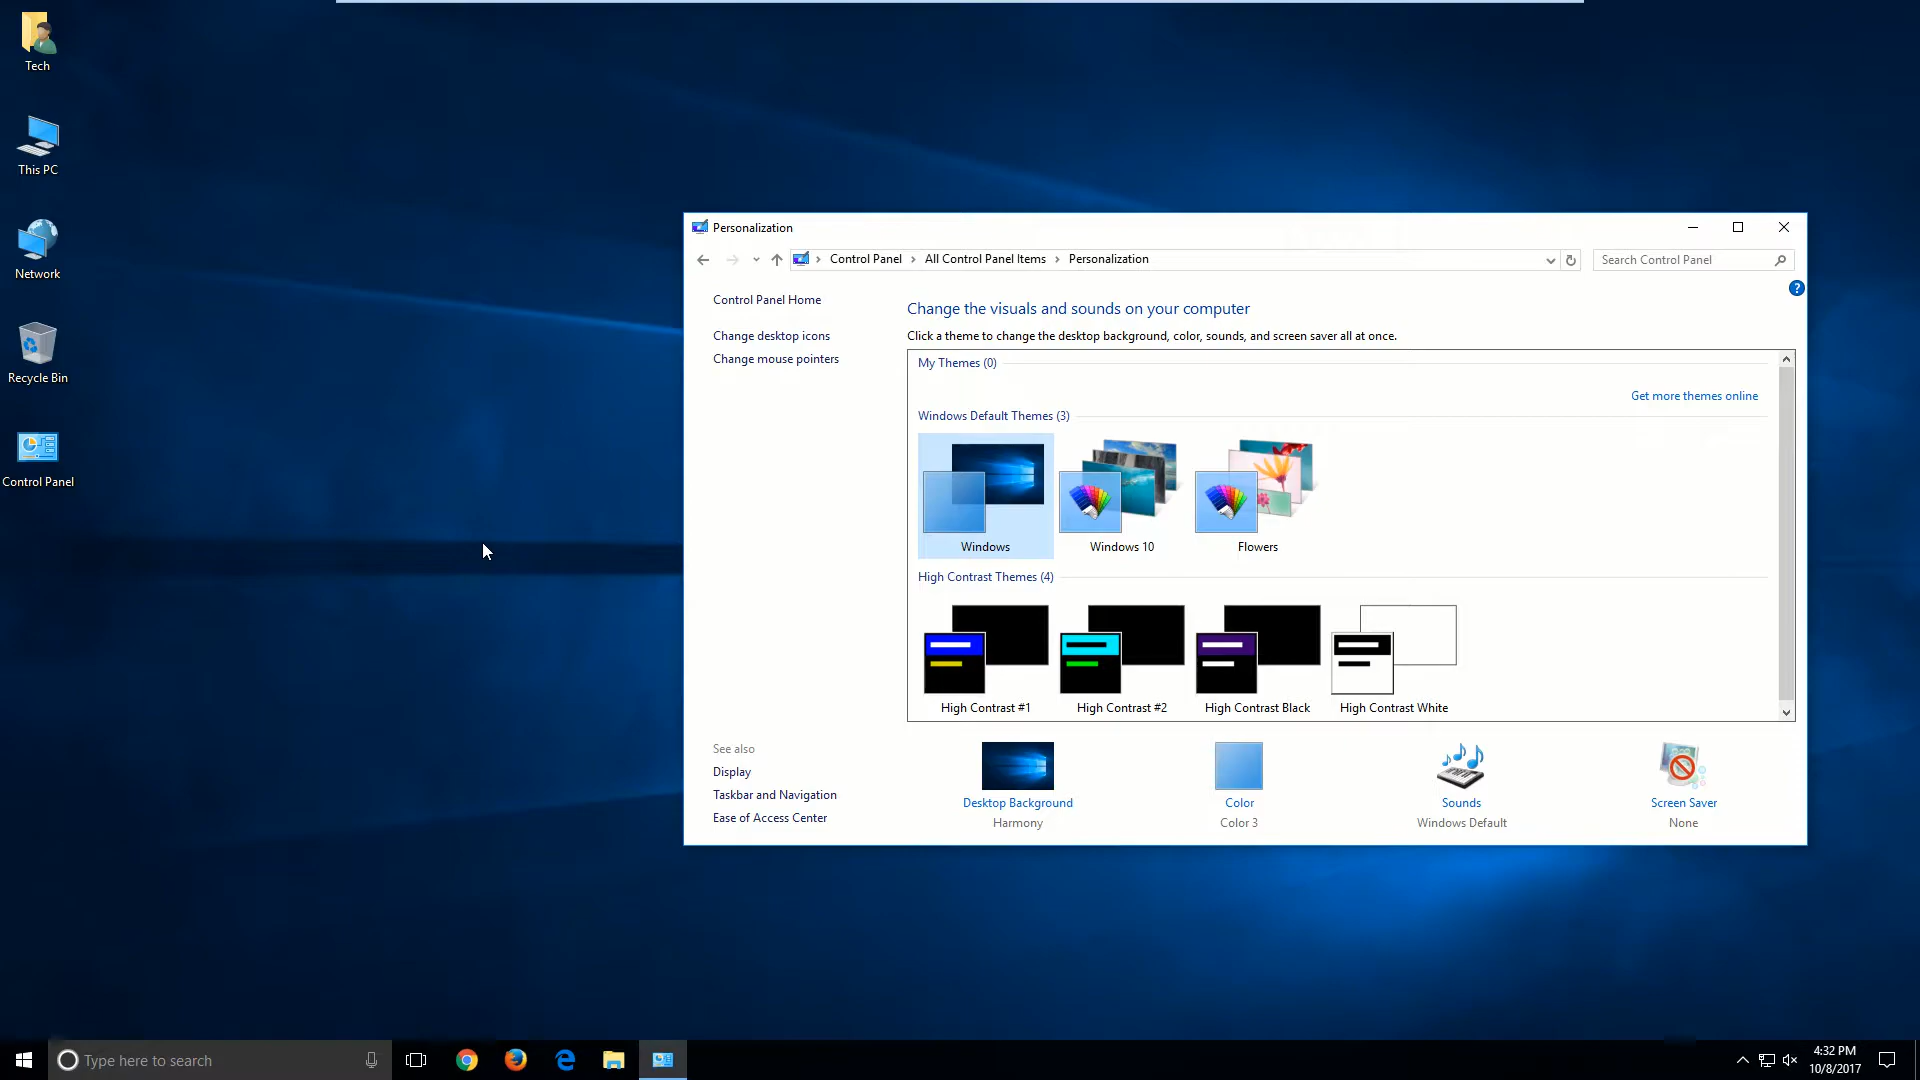 Tech
This PC
Network
Recycle Bin
Control Panel
Personalization
Control Panel > All Control Panel Items > Personalization
Search Control Panel
?
Control Panel Home
Change desktop icons
Change mouse pointers
Change the visuals and sounds on your computer
Click a theme to change the desktop background, color, sounds, and screen saver all at once.
My Themes (0)
Get more themes online
Windows Default Themes (3)
Windows
Windows 10
Flowers
High Contrast Themes (4)
High Contrast #1
High Contrast #2
High Contrast Black
High Contrast White
See also
Display
Taskbar and Navigation
Ease of Access Center
Desktop Background
Harmony
Color
Color 3
Sounds
Windows Default
Screen Saver
None
Type here to search
4:32 PM
10/8/2017